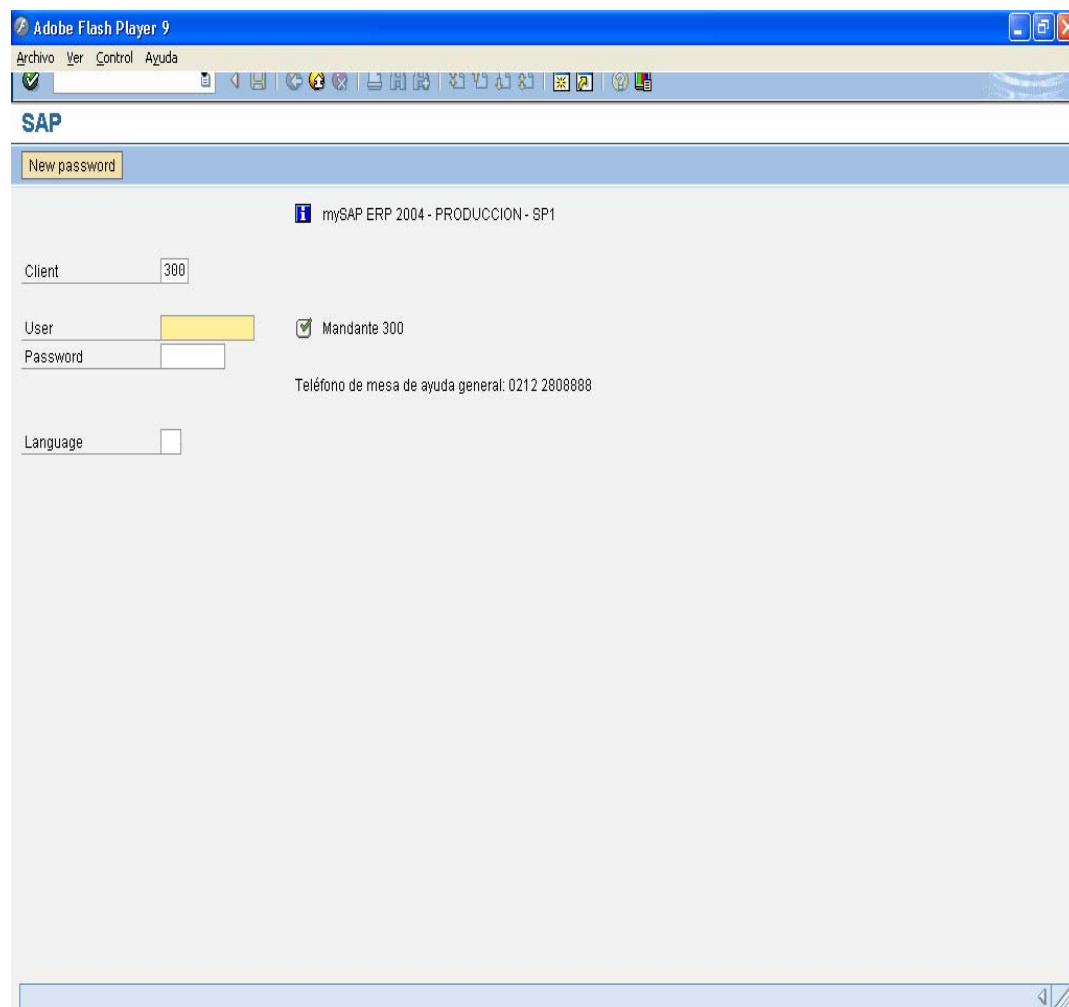 Adobe Flash Player 9
Archivo Ver Control Ayuda
SAP
New password
mySAP ERP 2004 - PRODUCCION - SP1
Client 300
User Mandante 300
Password
Teléfono de mesa de ayuda general: 0212 2808888
Language